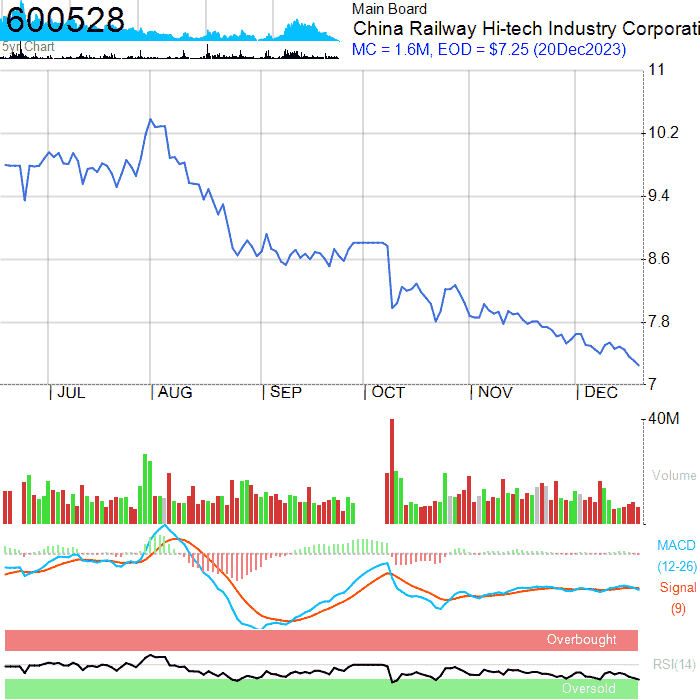 600528
5yr Chart
Main Board
China Railway Hi-tech Industry Corporati
MC = 1.6M, EOD = $7.25 (20Dec2023)
11
10.2
9.4
8.6
7.8
7
JUL
AUG
SEP
OCT
NOV
DEC
40M
Volume
MACD
(12-26)
Signal
(9)
Overbought
RSI(14)
Oversold